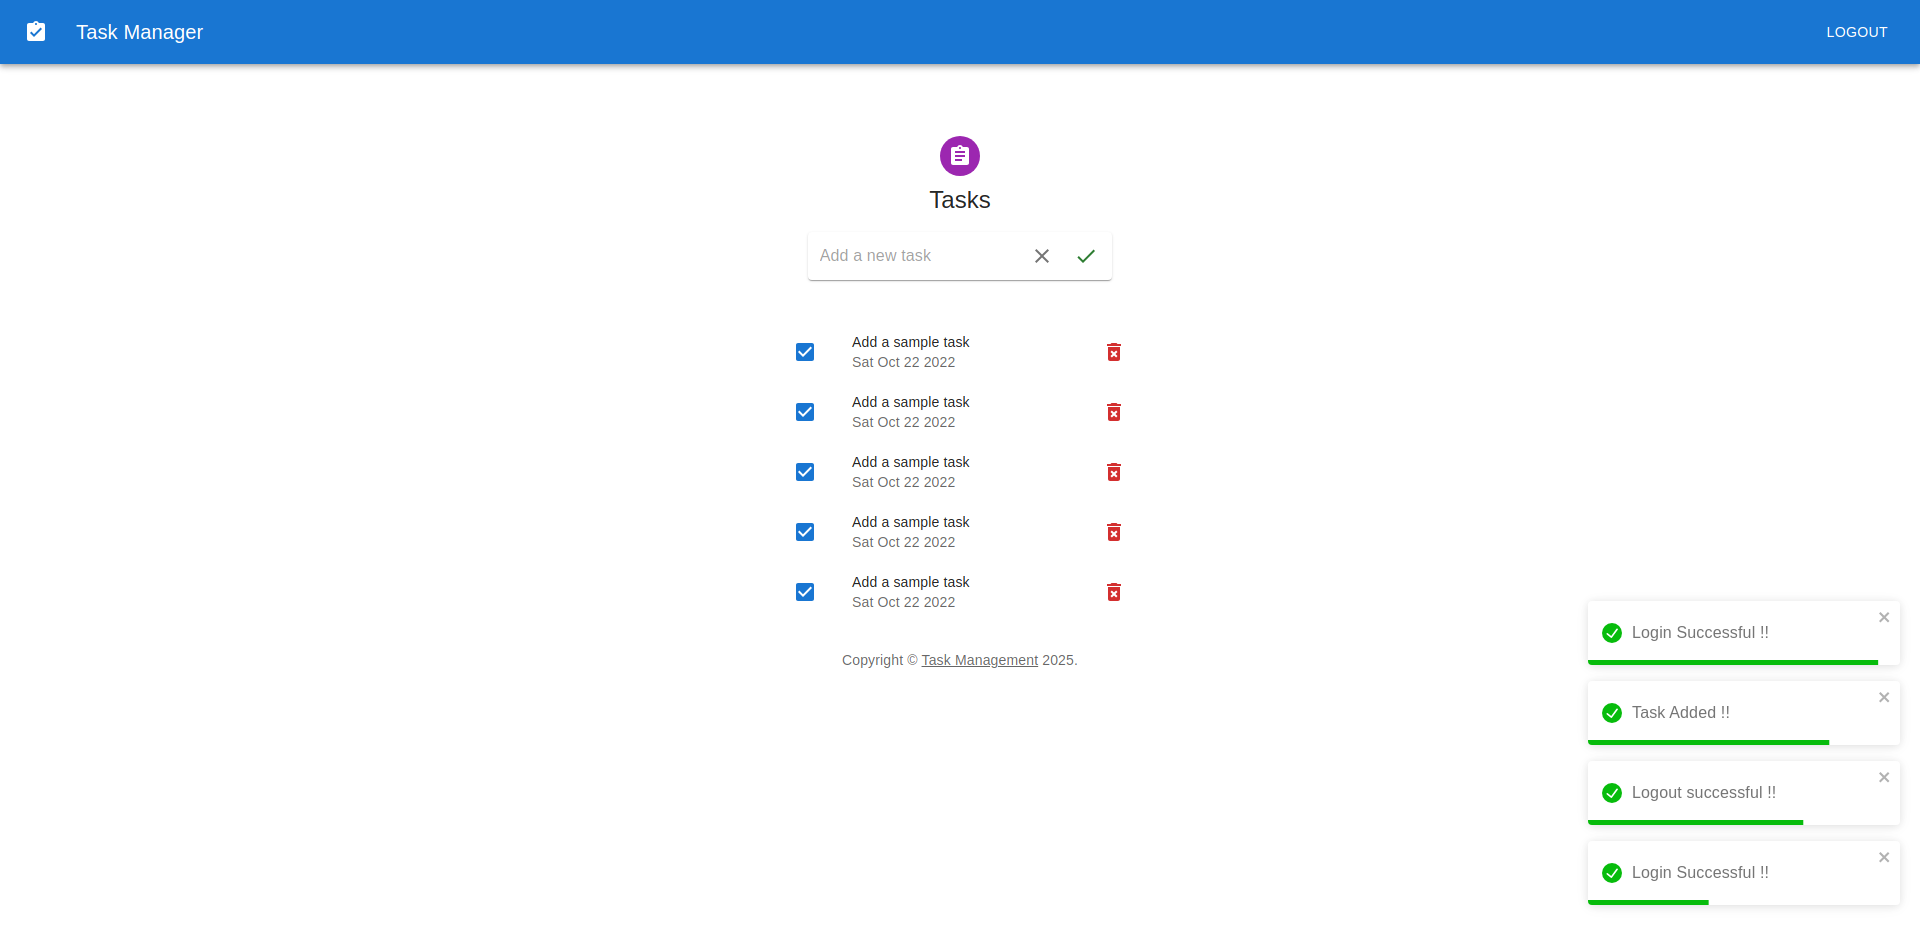 Task Manager
LOGOUT
Tasks
Add a new task
Add a sample task
Sat Oct 22 2022
Add a sample task
Sat Oct 22 2022
Add a sample task
Sat Oct 22 2022
Add a sample task
Sat Oct 22 2022
Add a sample task
Sat Oct 22 2022
Copyright © Task Management 2025.
Login Successful !!
Task Added !!
Logout successful !!
Login Successful !!